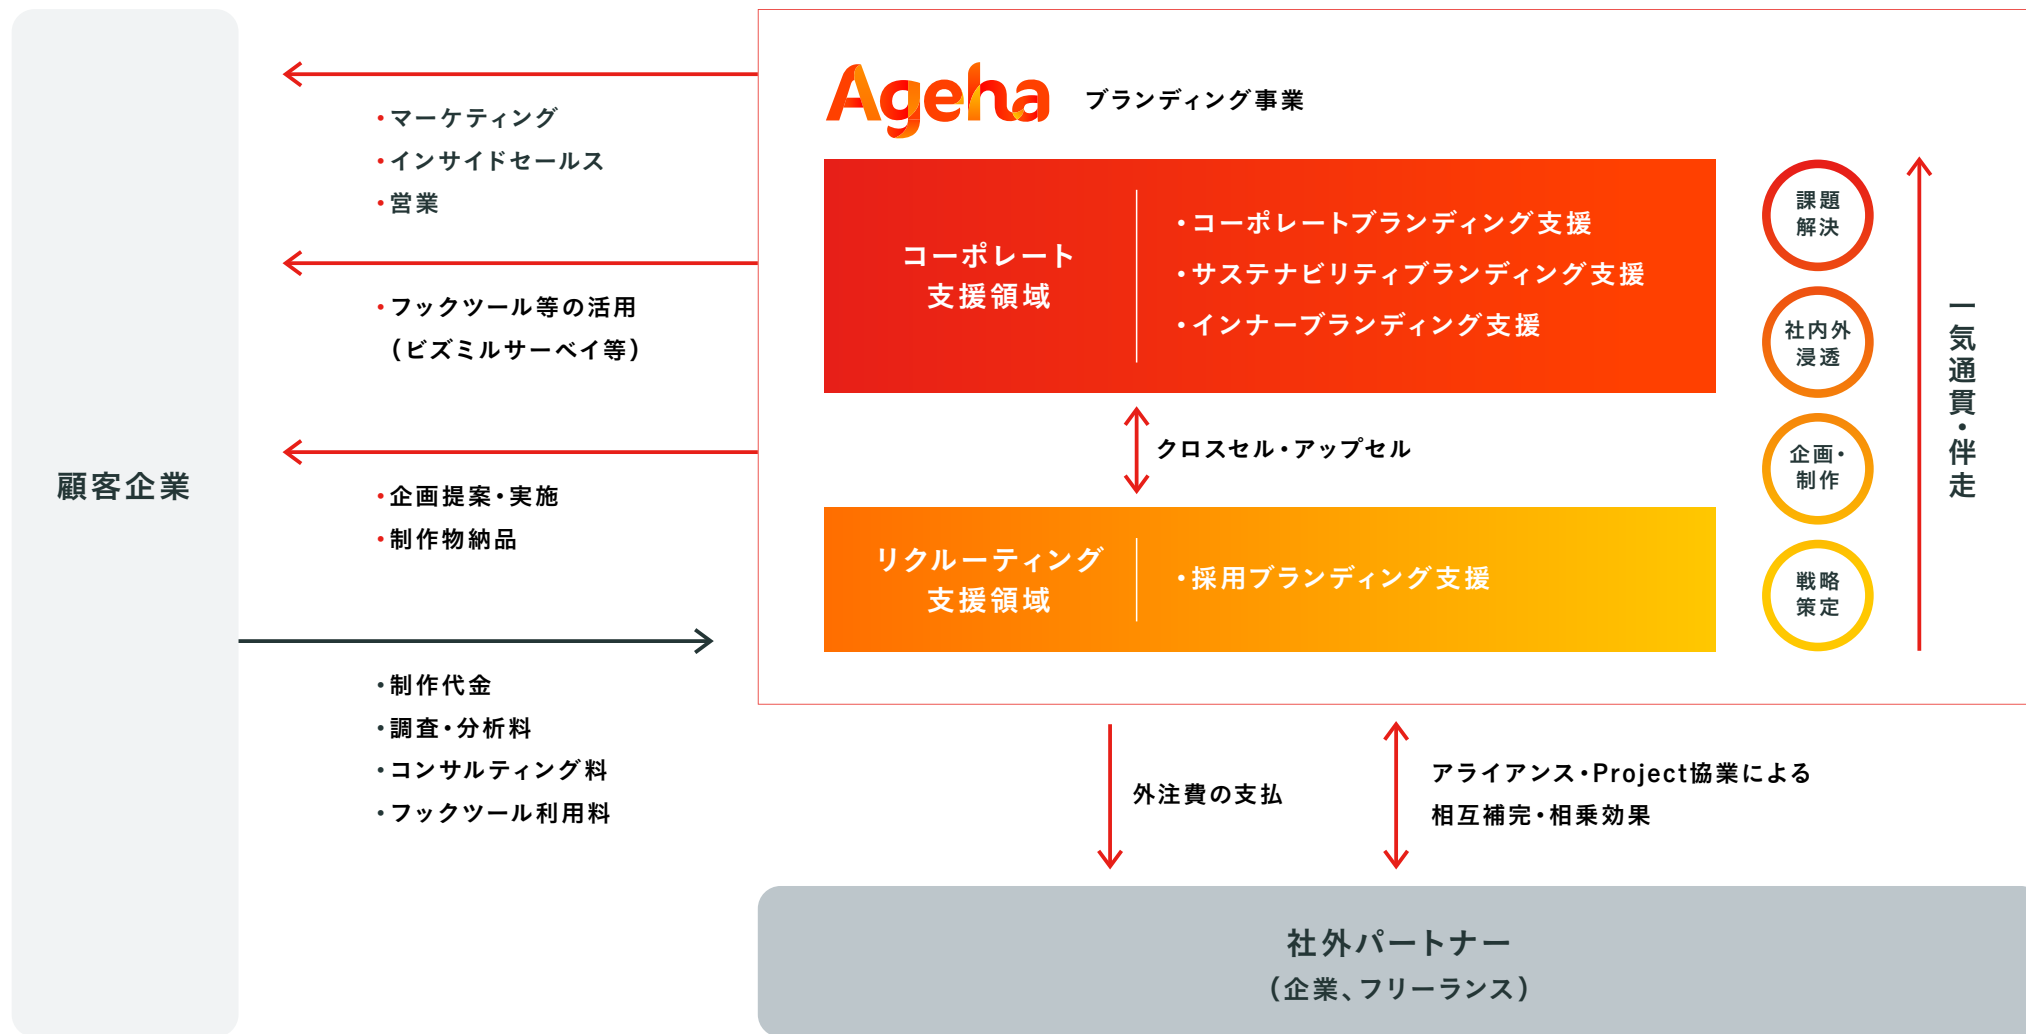 顧客企業
・マーケティング
・インサイドセールス
・営業
・フックツール等の活用
（ビズミルサーベイ等）
・企画提案・実施
・制作物納品
・制作代金
・調査・分析料
・コンサルティング料
・フックツール利用料
Ageha ブランディング事業
コーポレート
支援領域
・コーポレートブランディング支援
・サステナビリティブランディング支援
・インナーブランディング支援
クロスセル・アップセル
リクルーティング
支援領域
・採用ブランディング支援
課題
解決
社内外
浸透
企画・
制作
戦略
策定
一気通貫・伴走
外注費の支払
アライアンス・Project協業による
相互補完・相乗効果
社外パートナー
（企業、フリーランス）